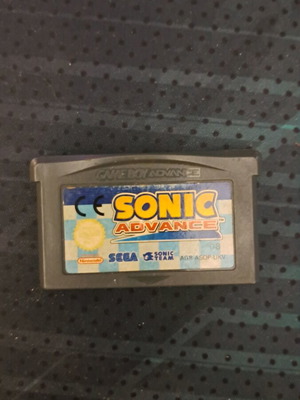 GAME BOY ADVANCE
CE SONIC
ADVANCE
Nintendo SEGA SONIC TEAM